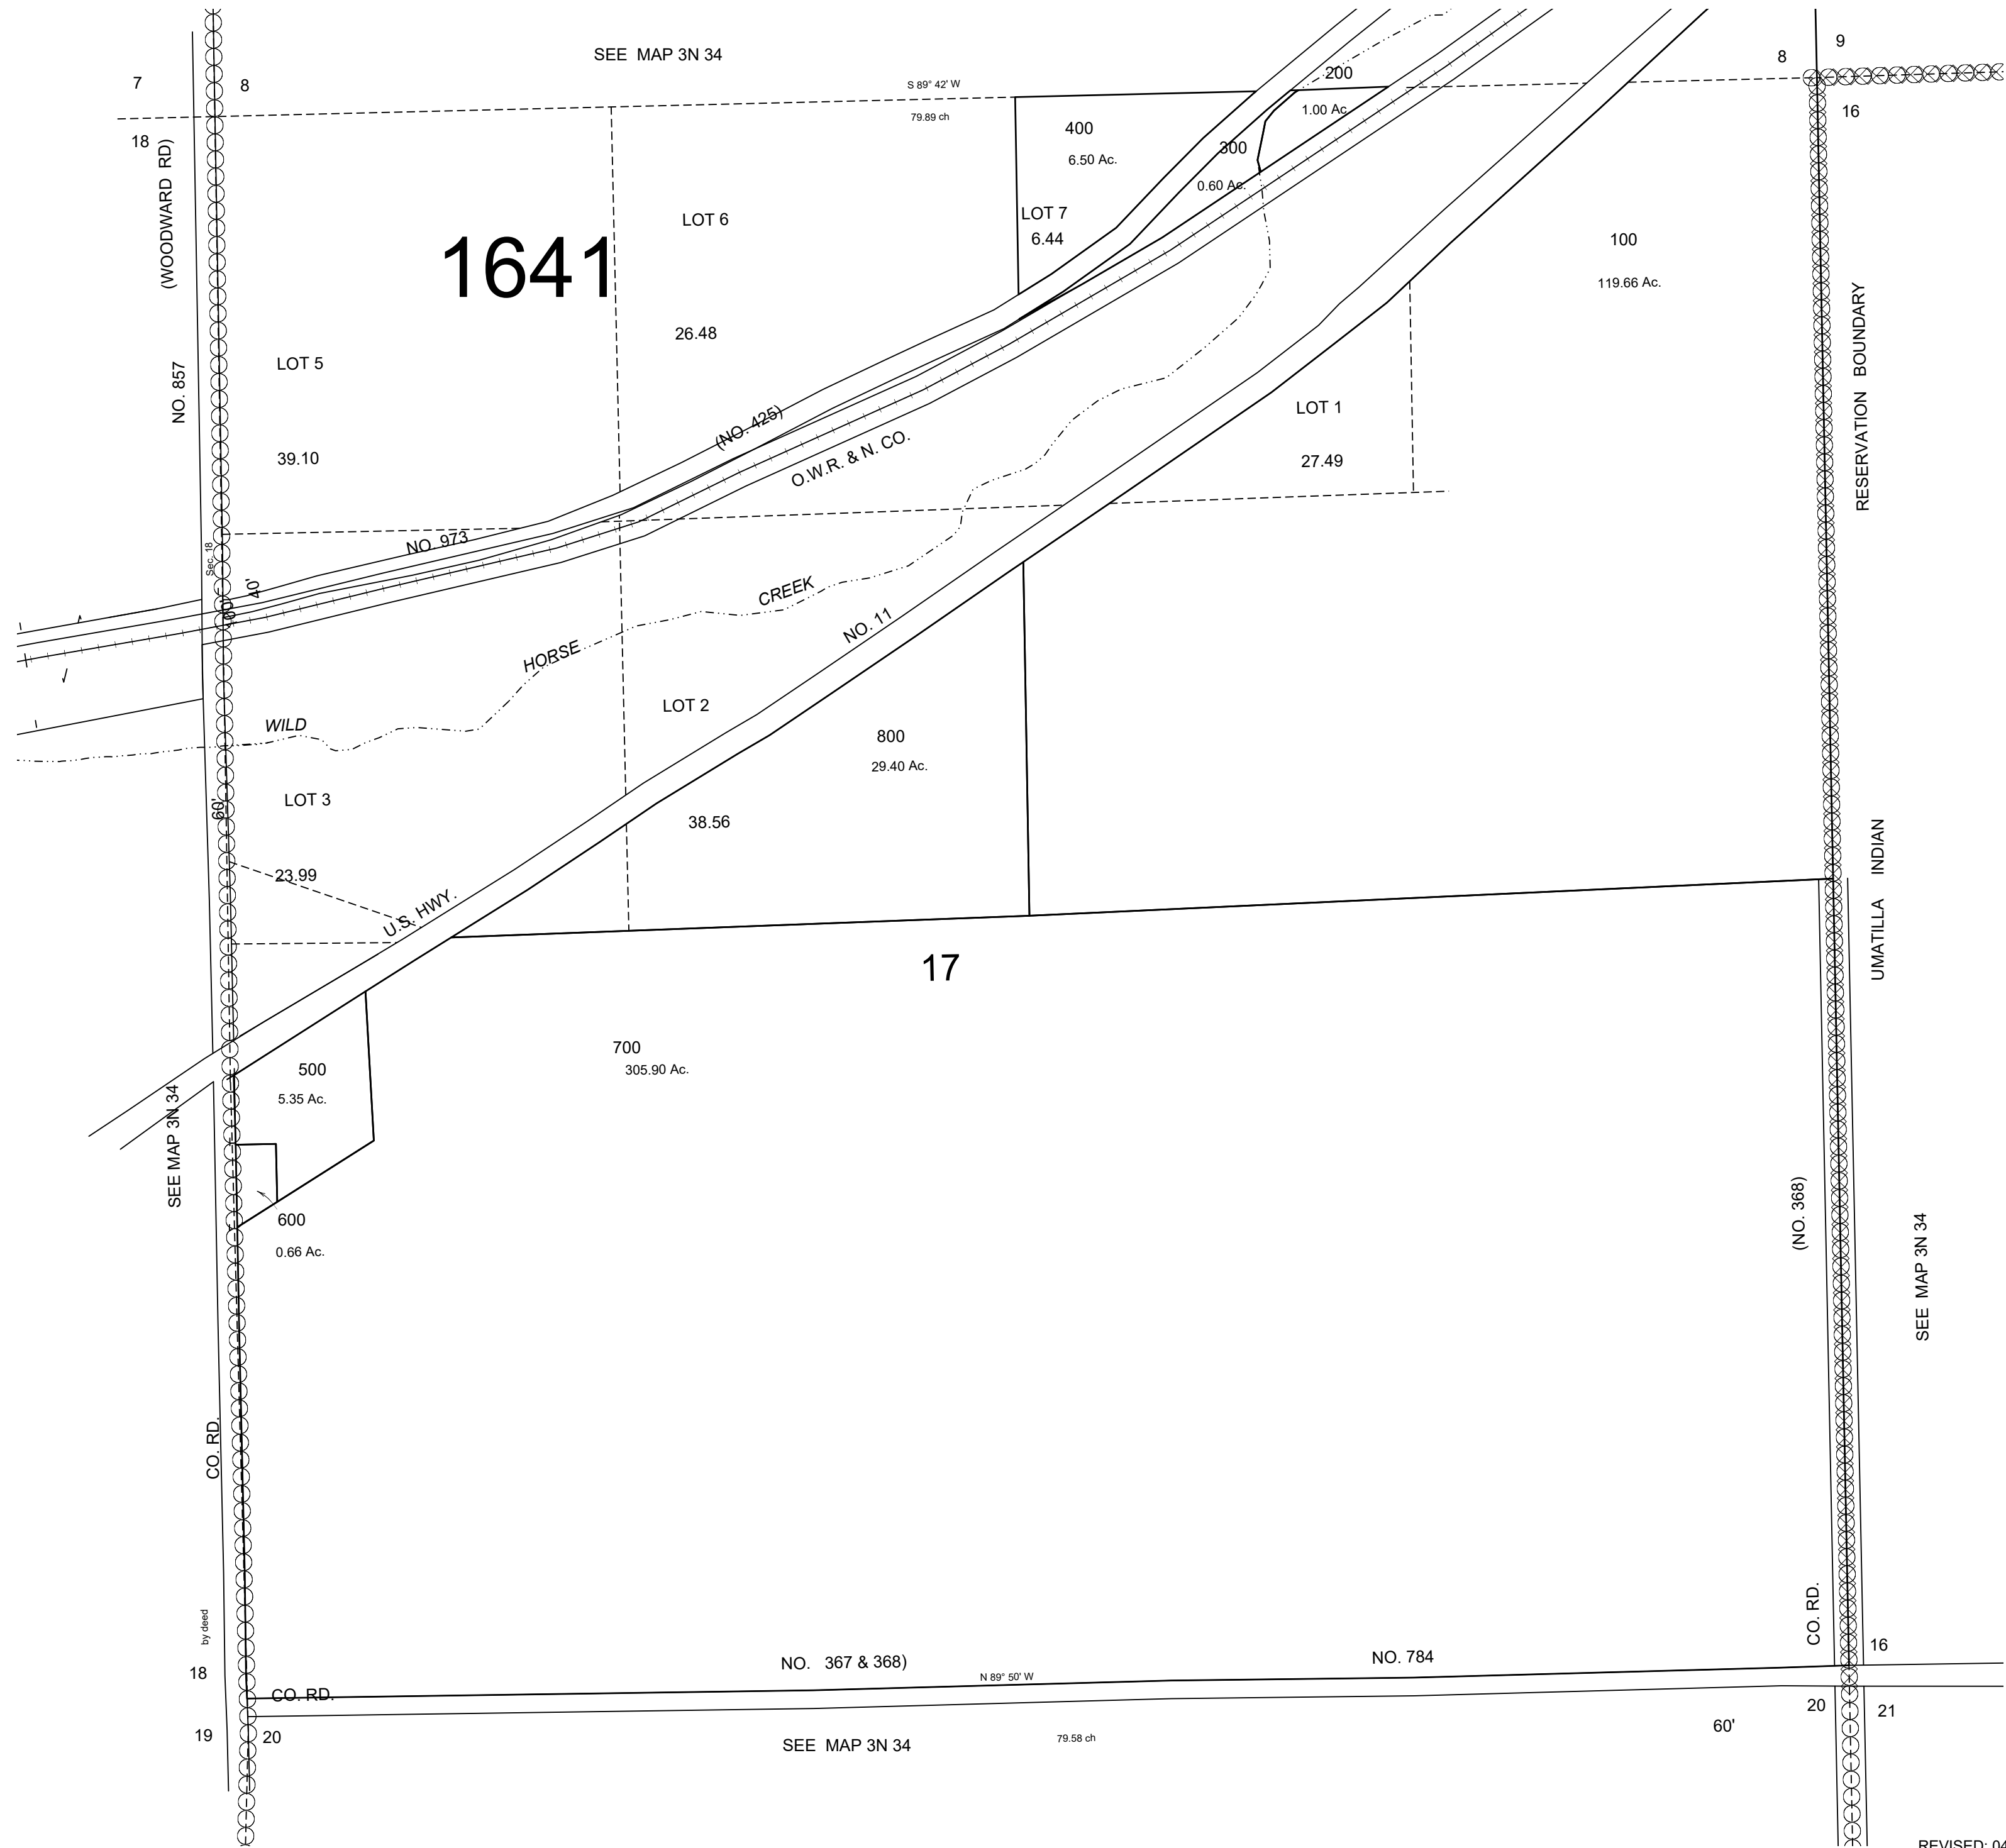 SEE MAP 3N 34
9
8
7
8
S 89° 42' W
79.89 ch
200
1.00 Ac.
16
18
(WOODWARD RD)
400
6.50 Ac.
300
0.60 Ac.
LOT 6
LOT 7
6.44
1641
100
119.66 Ac.
26.48
LOT 5
NO. 857
RESERVATION BOUNDARY
LOT 1
(NO. 425)
39.10
O.W.R. & N. CO.
27.49
NO. 973
Sec. 18
40'
60'
CREEK
NO. 11
HORSE
LOT 2
WILD
800
29.40 Ac.
LOT 3
60'
38.56
23.99
U.S. HWY.
UMATILLA INDIAN
17
700
305.90 Ac.
500
5.35 Ac.
SEE MAP 3N 34
600
0.66 Ac.
(NO. 368)
SEE MAP 3N 34
CO. RD.
CO. RD.
by deed
18
NO. 367 & 368)
N 89° 50' W
NO. 784
16
CO. RD.
19
20
SEE MAP 3N 34
79.58 ch
60'
20
21
REVISED: 04